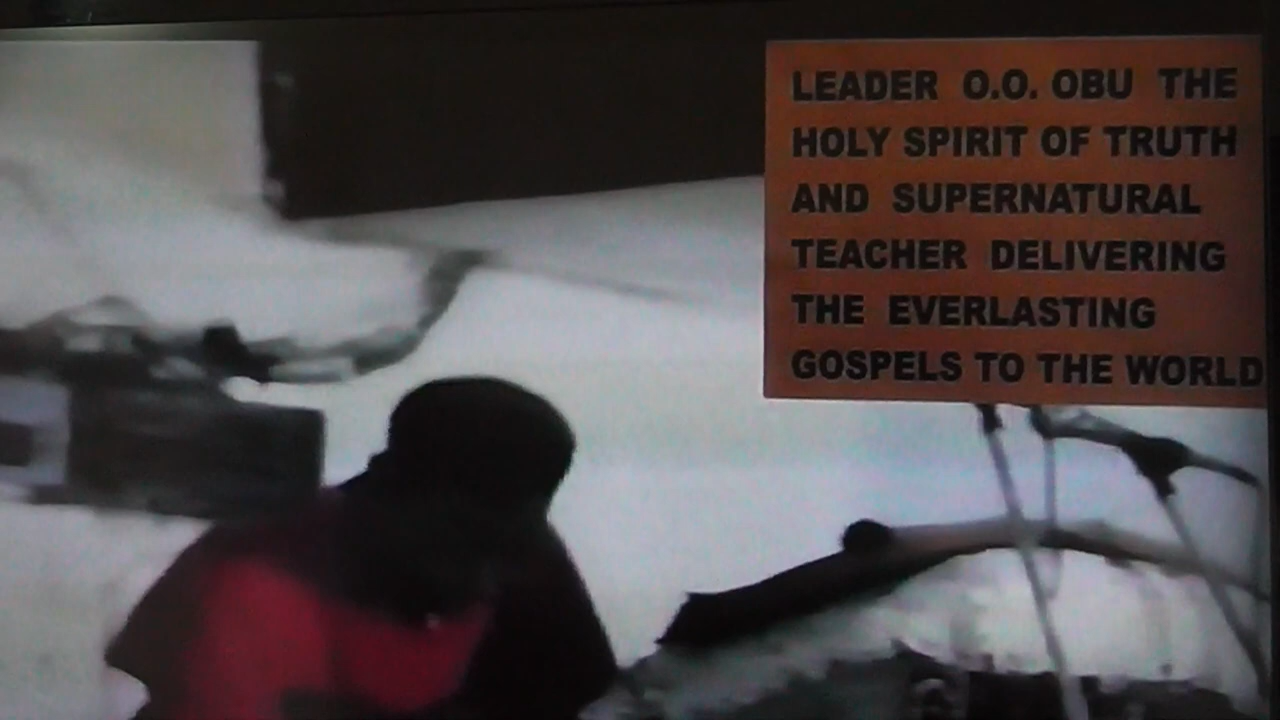 LEADER O.O. OBU THE
HOLY SPIRIT OF TRUTH
AND SUPERNATURAL
TEACHER DELIVERING
THE EVERLASTING
GOSPELS TO THE WORLD